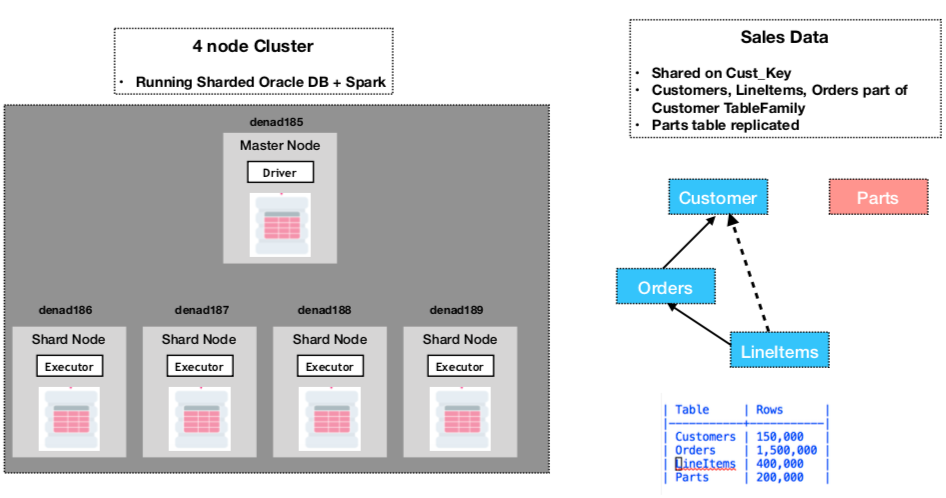 4 node Cluster
• Running Sharded Oracle DB + Spark
denad185
Master Node
Driver
denad186
denad187
denad188
denad189
Shard Node
Shard Node
Shard Node
Shard Node
Executor
Executor
Executor
Executor
Sales Data
• Shared on Cust_Key
• Customers, LineItems, Orders part of
Customer TableFamily
• Parts table replicated
Customer
Parts
Orders
LineItems
| Table | Rows |
|-----------+-----------|
| Customers | 150,000 |
| Orders | 1,500,000 |
| LineItems | 400,000 |
| Parts | 200,000 |